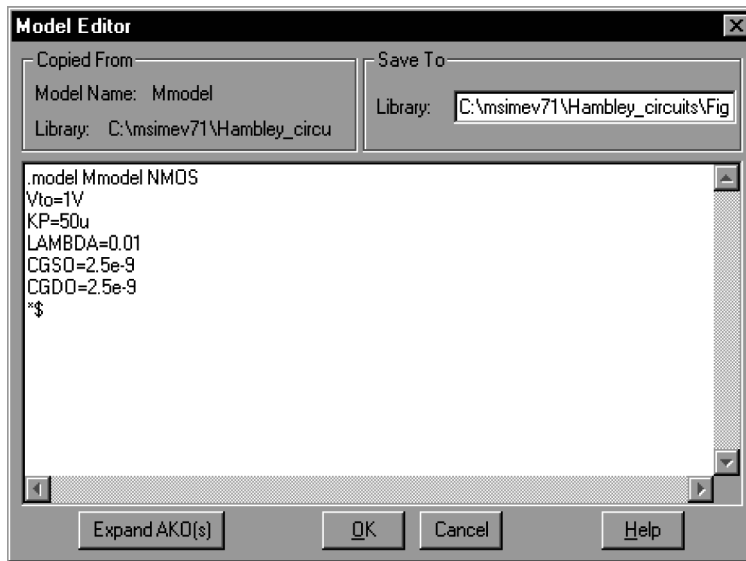 Model Editor
Copied From
Model Name: Mmodel
Library: C:\msimev71\Hambley_circu
Save To
Library: C:\msimev71\Hambley_circuits\Fig
.model Mmodel NMOS
Vto=1V
KP=50u
LAMBDA=0.01
CGSO=2.5e-9
CGDO=2.5e-9
*$
Expand AKO(s)
OK
Cancel
Help